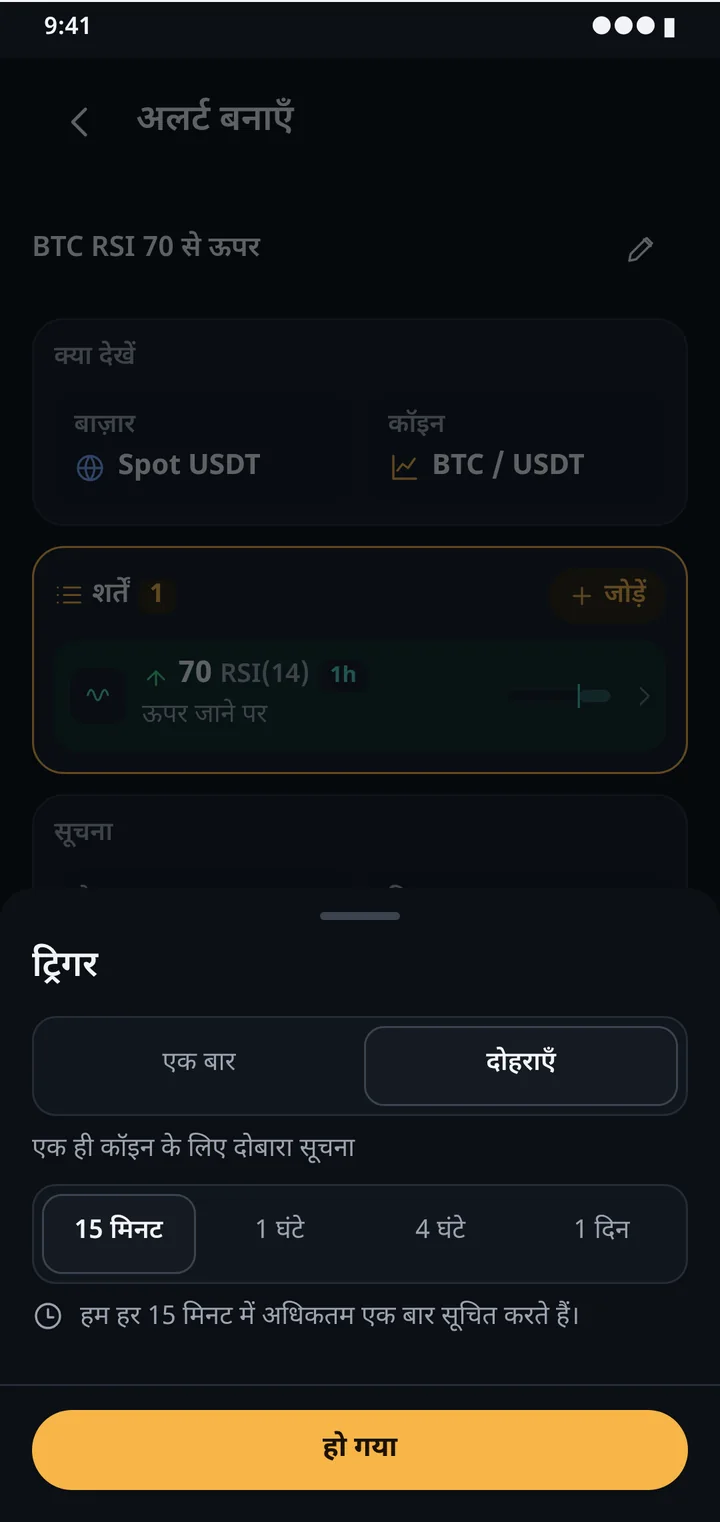 9:41
अलर्ट बनाएँ
BTC RSI 70 से ऊपर
क्या देखें
बाज़ार
कॉइन
Spot USDT
BTC / USDT
शर्तें 1
+ जोड़ें
70 RSI(14) 1h
ऊपर जाने पर
सूचना
ट्रिगर
एक बार
दोहराएँ
एक ही कॉइन के लिए दोबारा सूचना
15 मिनट
1 घंटे
4 घंटे
1 दिन
हम हर 15 मिनट में अधिकतम एक बार सूचित करते हैं।
हो गया